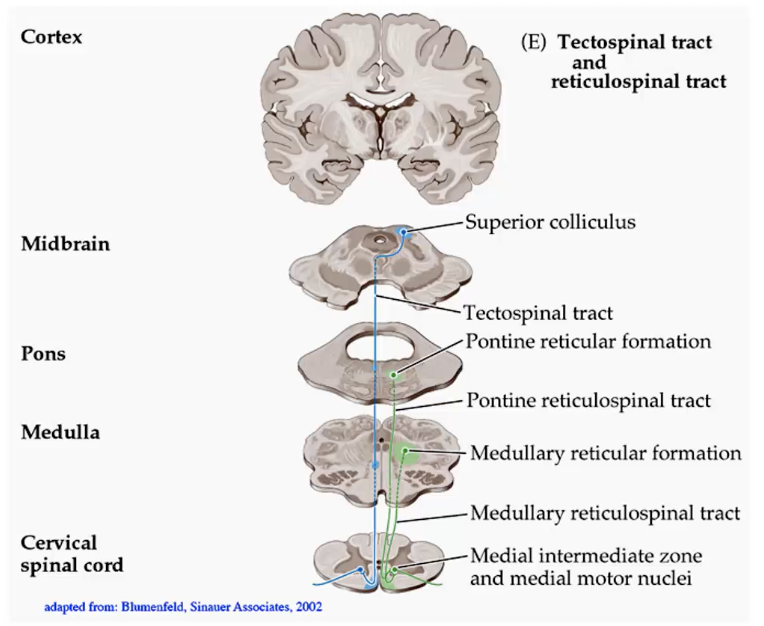 Cortex
(E) Tectospinal tract
and
reticulospinal tract
Superior colliculus
Midbrain
Tectospinal tract
Pontine reticular formation
Pons
Pontine reticulospinal tract
Medulla
Medullary reticular formation
Medullary reticulospinal tract
Cervical
spinal cord
Medial intermediate zone
and medial motor nuclei
adapted from: Blumenfeld, Sinauer Associates, 2002